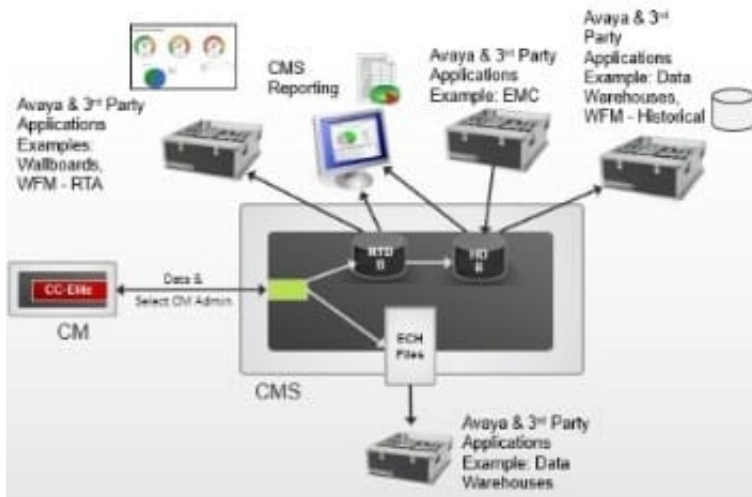 Avaya & 3rd Party
Applications
Examples:
Wallboards,
WFM - RTA
CMS
Reporting
Avaya & 3rd Party
Applications
Example: EMC
Avaya & 3rd
Party
Applications
Example: Data
Warehouses,
WFM - Historical
CC-Elite
CM
Data &
Select CM Admin
RTD
B
HD
B
ECH
Files
CMS
Avaya & 3rd Party
Applications
Example: Data
Warehouses